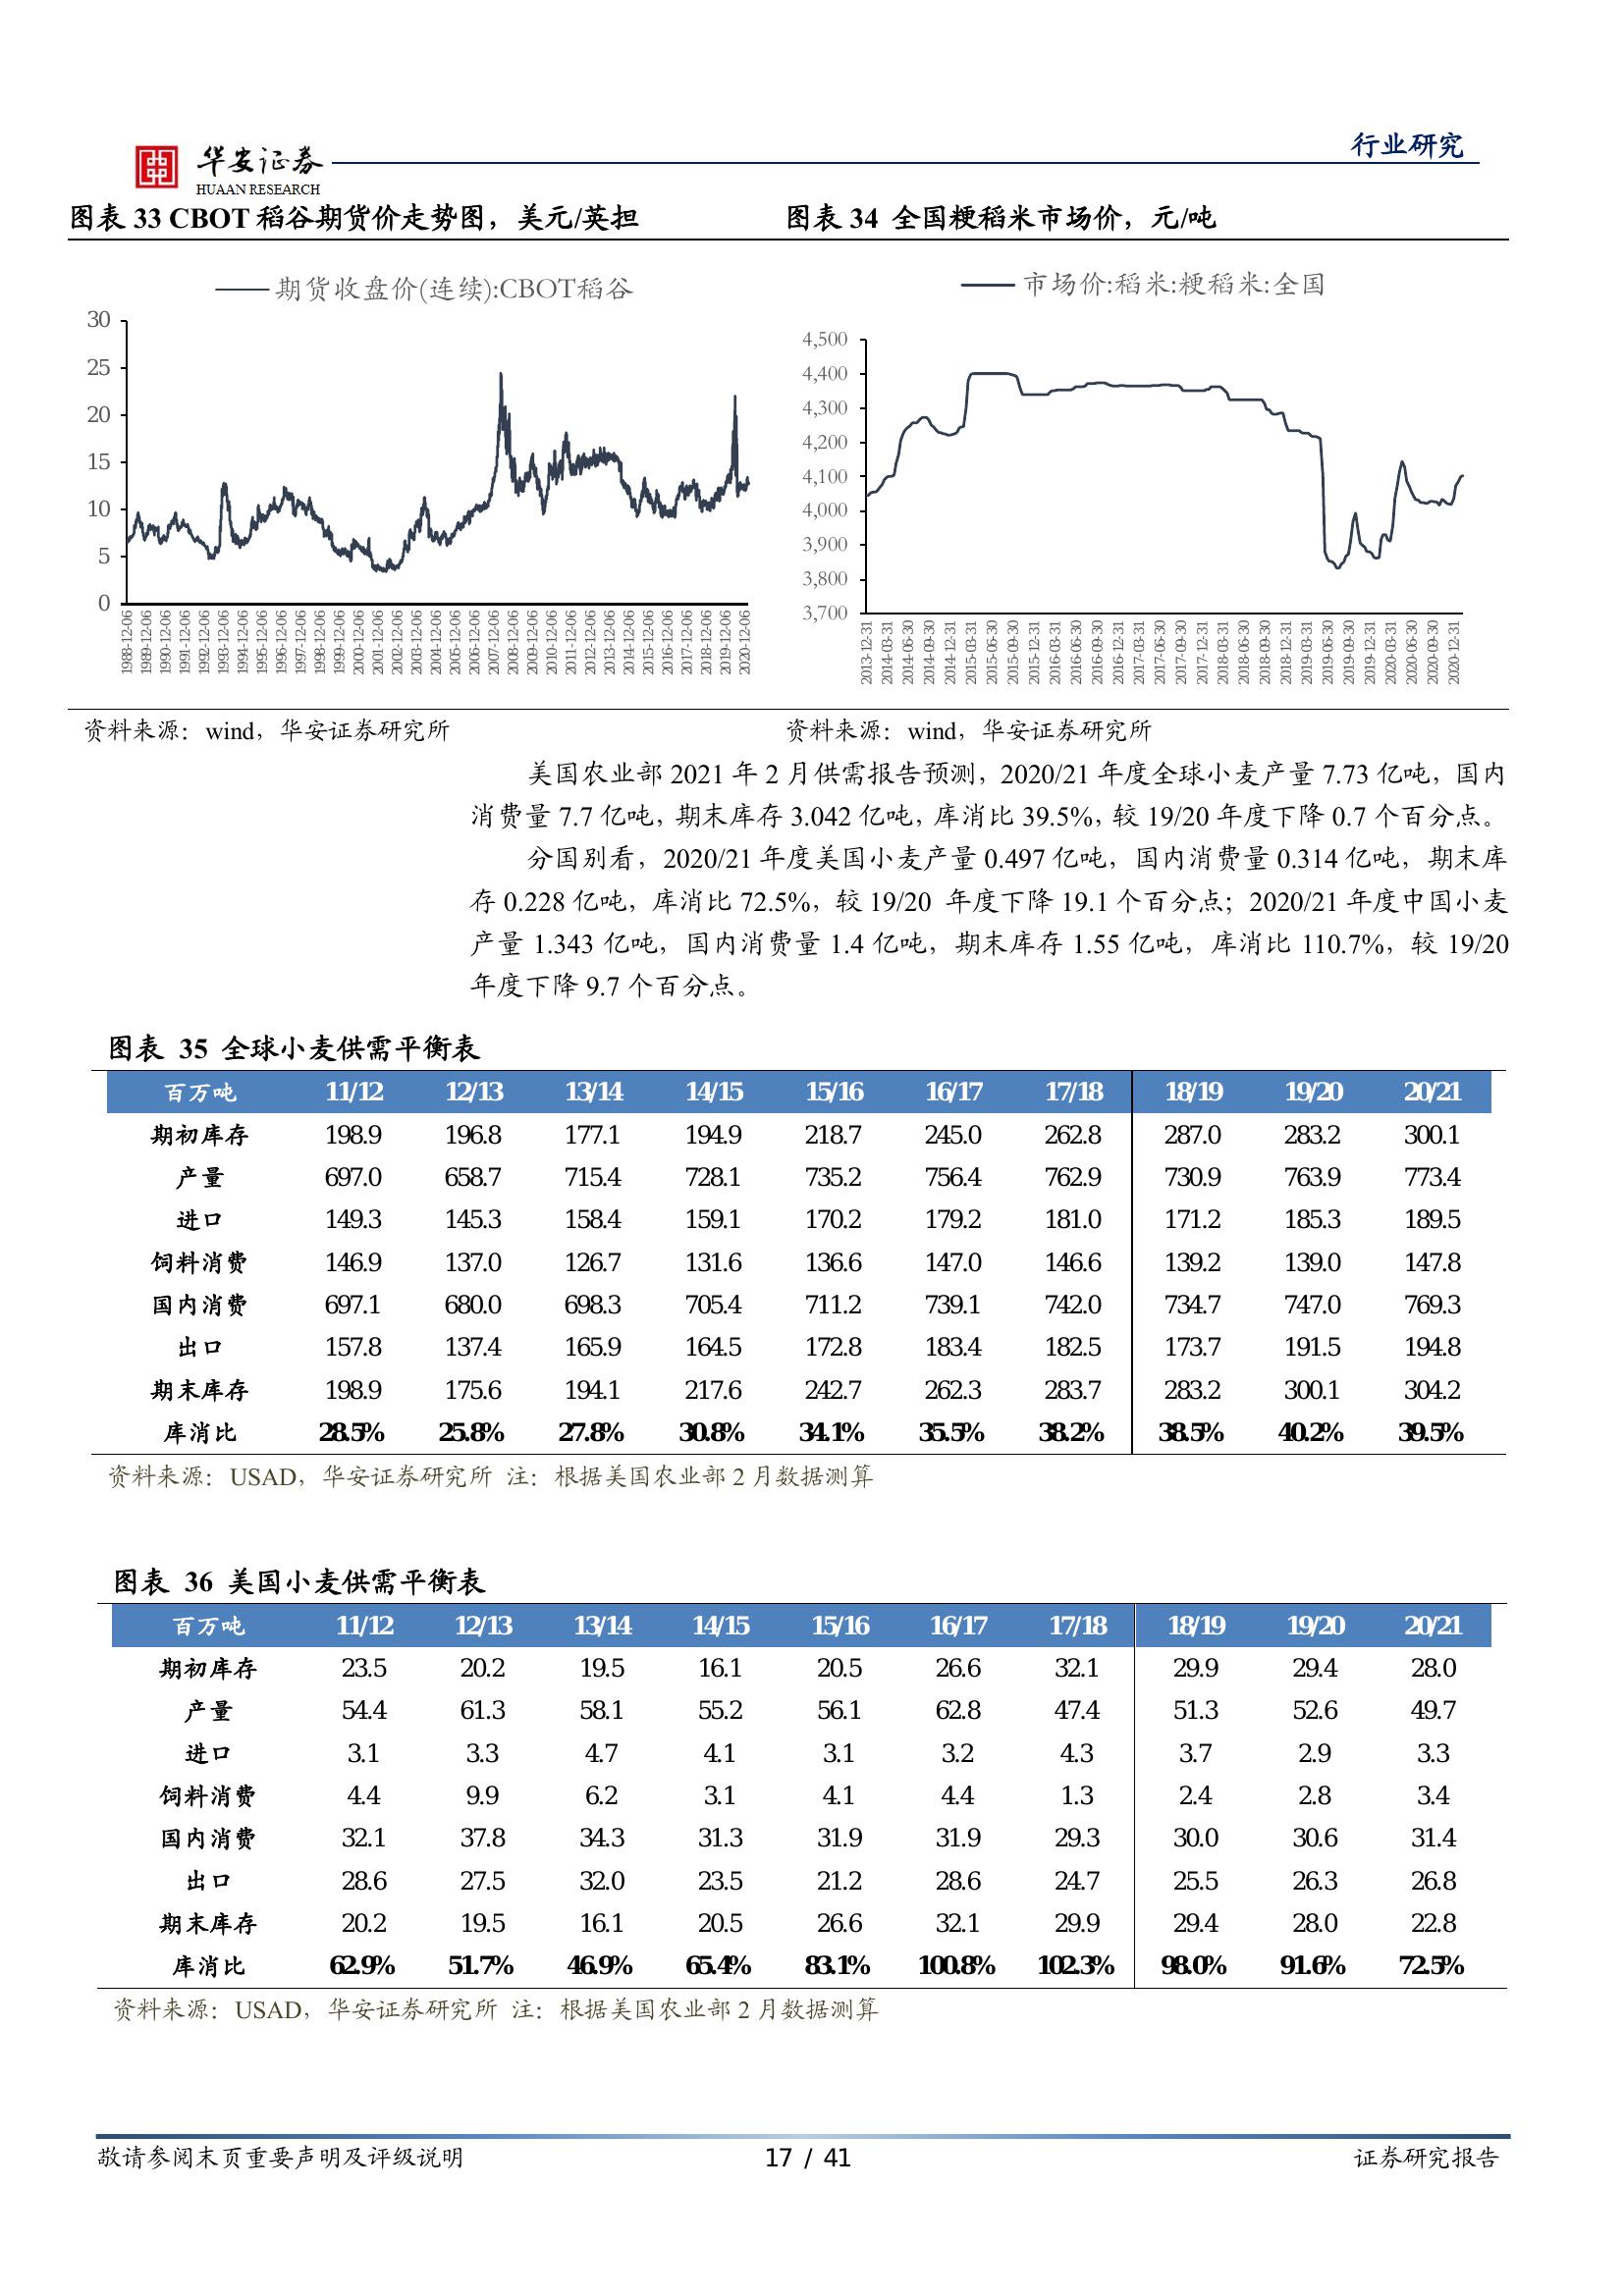 行业研究
华安证券
HUAAN RESEARCH
图表 33 CBOT 稻谷期货价走势图，美元/英担
期货收盘价(连续):CBOT稻谷
30
25
20
15
10
5
0
1988-12-06
1989-12-06
1990-12-06
1991-12-06
1992-12-06
1993-12-06
1994-12-06
1995-12-06
1996-12-06
1997-12-06
1998-12-06
1999-12-06
2000-12-06
2001-12-06
2002-12-06
2003-12-06
2004-12-06
2005-12-06
2006-12-06
2007-12-06
2008-12-06
2009-12-06
2010-12-06
2011-12-06
2012-12-06
2013-12-06
2014-12-06
2015-12-06
2016-12-06
2017-12-06
2018-12-06
2019-12-06
2020-12-06
资料来源：wind，华安证券研究所
图表 34 全国粳稻米市场价，元/吨
市场价:稻米:粳稻米:全国
4,500
4,400
4,300
4,200
4,100
4,000
3,900
3,800
3,700
2013-12-31
2014-03-31
2014-06-30
2014-09-30
2014-12-31
2015-03-31
2015-06-30
2015-09-30
2015-12-31
2016-03-31
2016-06-30
2016-09-30
2016-12-31
2017-03-31
2017-06-30
2017-09-30
2017-12-31
2018-03-31
2018-06-30
2018-09-30
2018-12-31
2019-03-31
2019-06-30
2019-09-30
2019-12-31
2020-03-31
2020-06-30
2020-09-30
2020-12-31
资料来源：wind，华安证券研究所
美国农业部 2021 年 2 月供需报告预测，2020/21 年度全球小麦产量 7.73 亿吨，国内
消费量 7.7 亿吨，期末库存 3.042 亿吨，库消比 39.5%，较 19/20 年度下降 0.7 个百分点。
分国别看，2020/21 年度美国小麦产量 0.497 亿吨，国内消费量 0.314 亿吨，期末库
存 0.228 亿吨，库消比 72.5%，较 19/20 年度下降 19.1 个百分点；2020/21 年度中国小麦
产量 1.343 亿吨，国内消费量 1.4 亿吨，期末库存 1.55 亿吨，库消比 110.7%，较 19/20
年度下降 9.7 个百分点。
图表 35 全球小麦供需平衡表
百万吨 11/12 12/13 13/14 14/15 15/16 16/17 17/18 18/19 19/20 20/21
期初库存 198.9 196.8 177.1 194.9 218.7 245.0 262.8 287.0 283.2 300.1
产量 697.0 658.7 715.4 728.1 735.2 756.4 762.9 730.9 763.9 773.4
进口 149.3 145.3 158.4 159.1 170.2 179.2 181.0 171.2 185.3 189.5
饲料消费 146.9 137.0 126.7 131.6 136.6 147.0 146.6 139.2 139.0 147.8
国内消费 697.1 680.0 698.3 705.4 711.2 739.1 742.0 734.7 747.0 769.3
出口 157.8 137.4 165.9 164.5 172.8 183.4 182.5 173.7 191.5 194.8
期末库存 198.9 175.6 194.1 217.6 242.7 262.3 283.7 283.2 300.1 304.2
库消比 28.5% 25.8% 27.8% 30.8% 34.1% 35.5% 38.2% 38.5% 40.2% 39.5%
资料来源：USAD，华安证券研究所 注：根据美国农业部 2 月数据测算
图表 36 美国小麦供需平衡表
百万吨 11/12 12/13 13/14 14/15 15/16 16/17 17/18 18/19 19/20 20/21
期初库存 23.5 20.2 19.5 16.1 20.5 26.6 32.1 29.9 29.4 28.0
产量 54.4 61.3 58.1 55.2 56.1 62.8 47.4 51.3 52.6 49.7
进口 3.1 3.3 4.7 4.1 3.1 3.2 4.3 3.7 2.9 3.3
饲料消费 4.4 9.9 6.2 3.1 4.1 4.4 1.3 2.4 2.8 3.4
国内消费 32.1 37.8 34.3 31.3 31.9 31.9 29.3 30.0 30.6 31.4
出口 28.6 27.5 32.0 23.5 21.2 28.6 24.7 25.5 26.3 26.8
期末库存 20.2 19.5 16.1 20.5 26.6 32.1 29.9 29.4 28.0 22.8
库消比 62.9% 51.7% 46.9% 65.4% 83.1% 100.8% 102.3% 98.0% 91.6% 72.5%
资料来源：USAD，华安证券研究所 注：根据美国农业部 2 月数据测算
敬请参阅末页重要声明及评级说明
17 / 41
证券研究报告